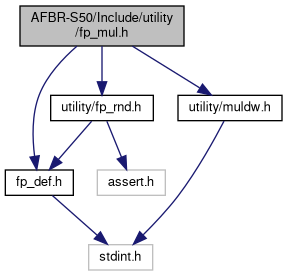 AFBR-S50/Include/utility
/fp_mul.h
utility/fp_rnd.h
utility/muldw.h
fp_def.h
assert.h
stdint.h